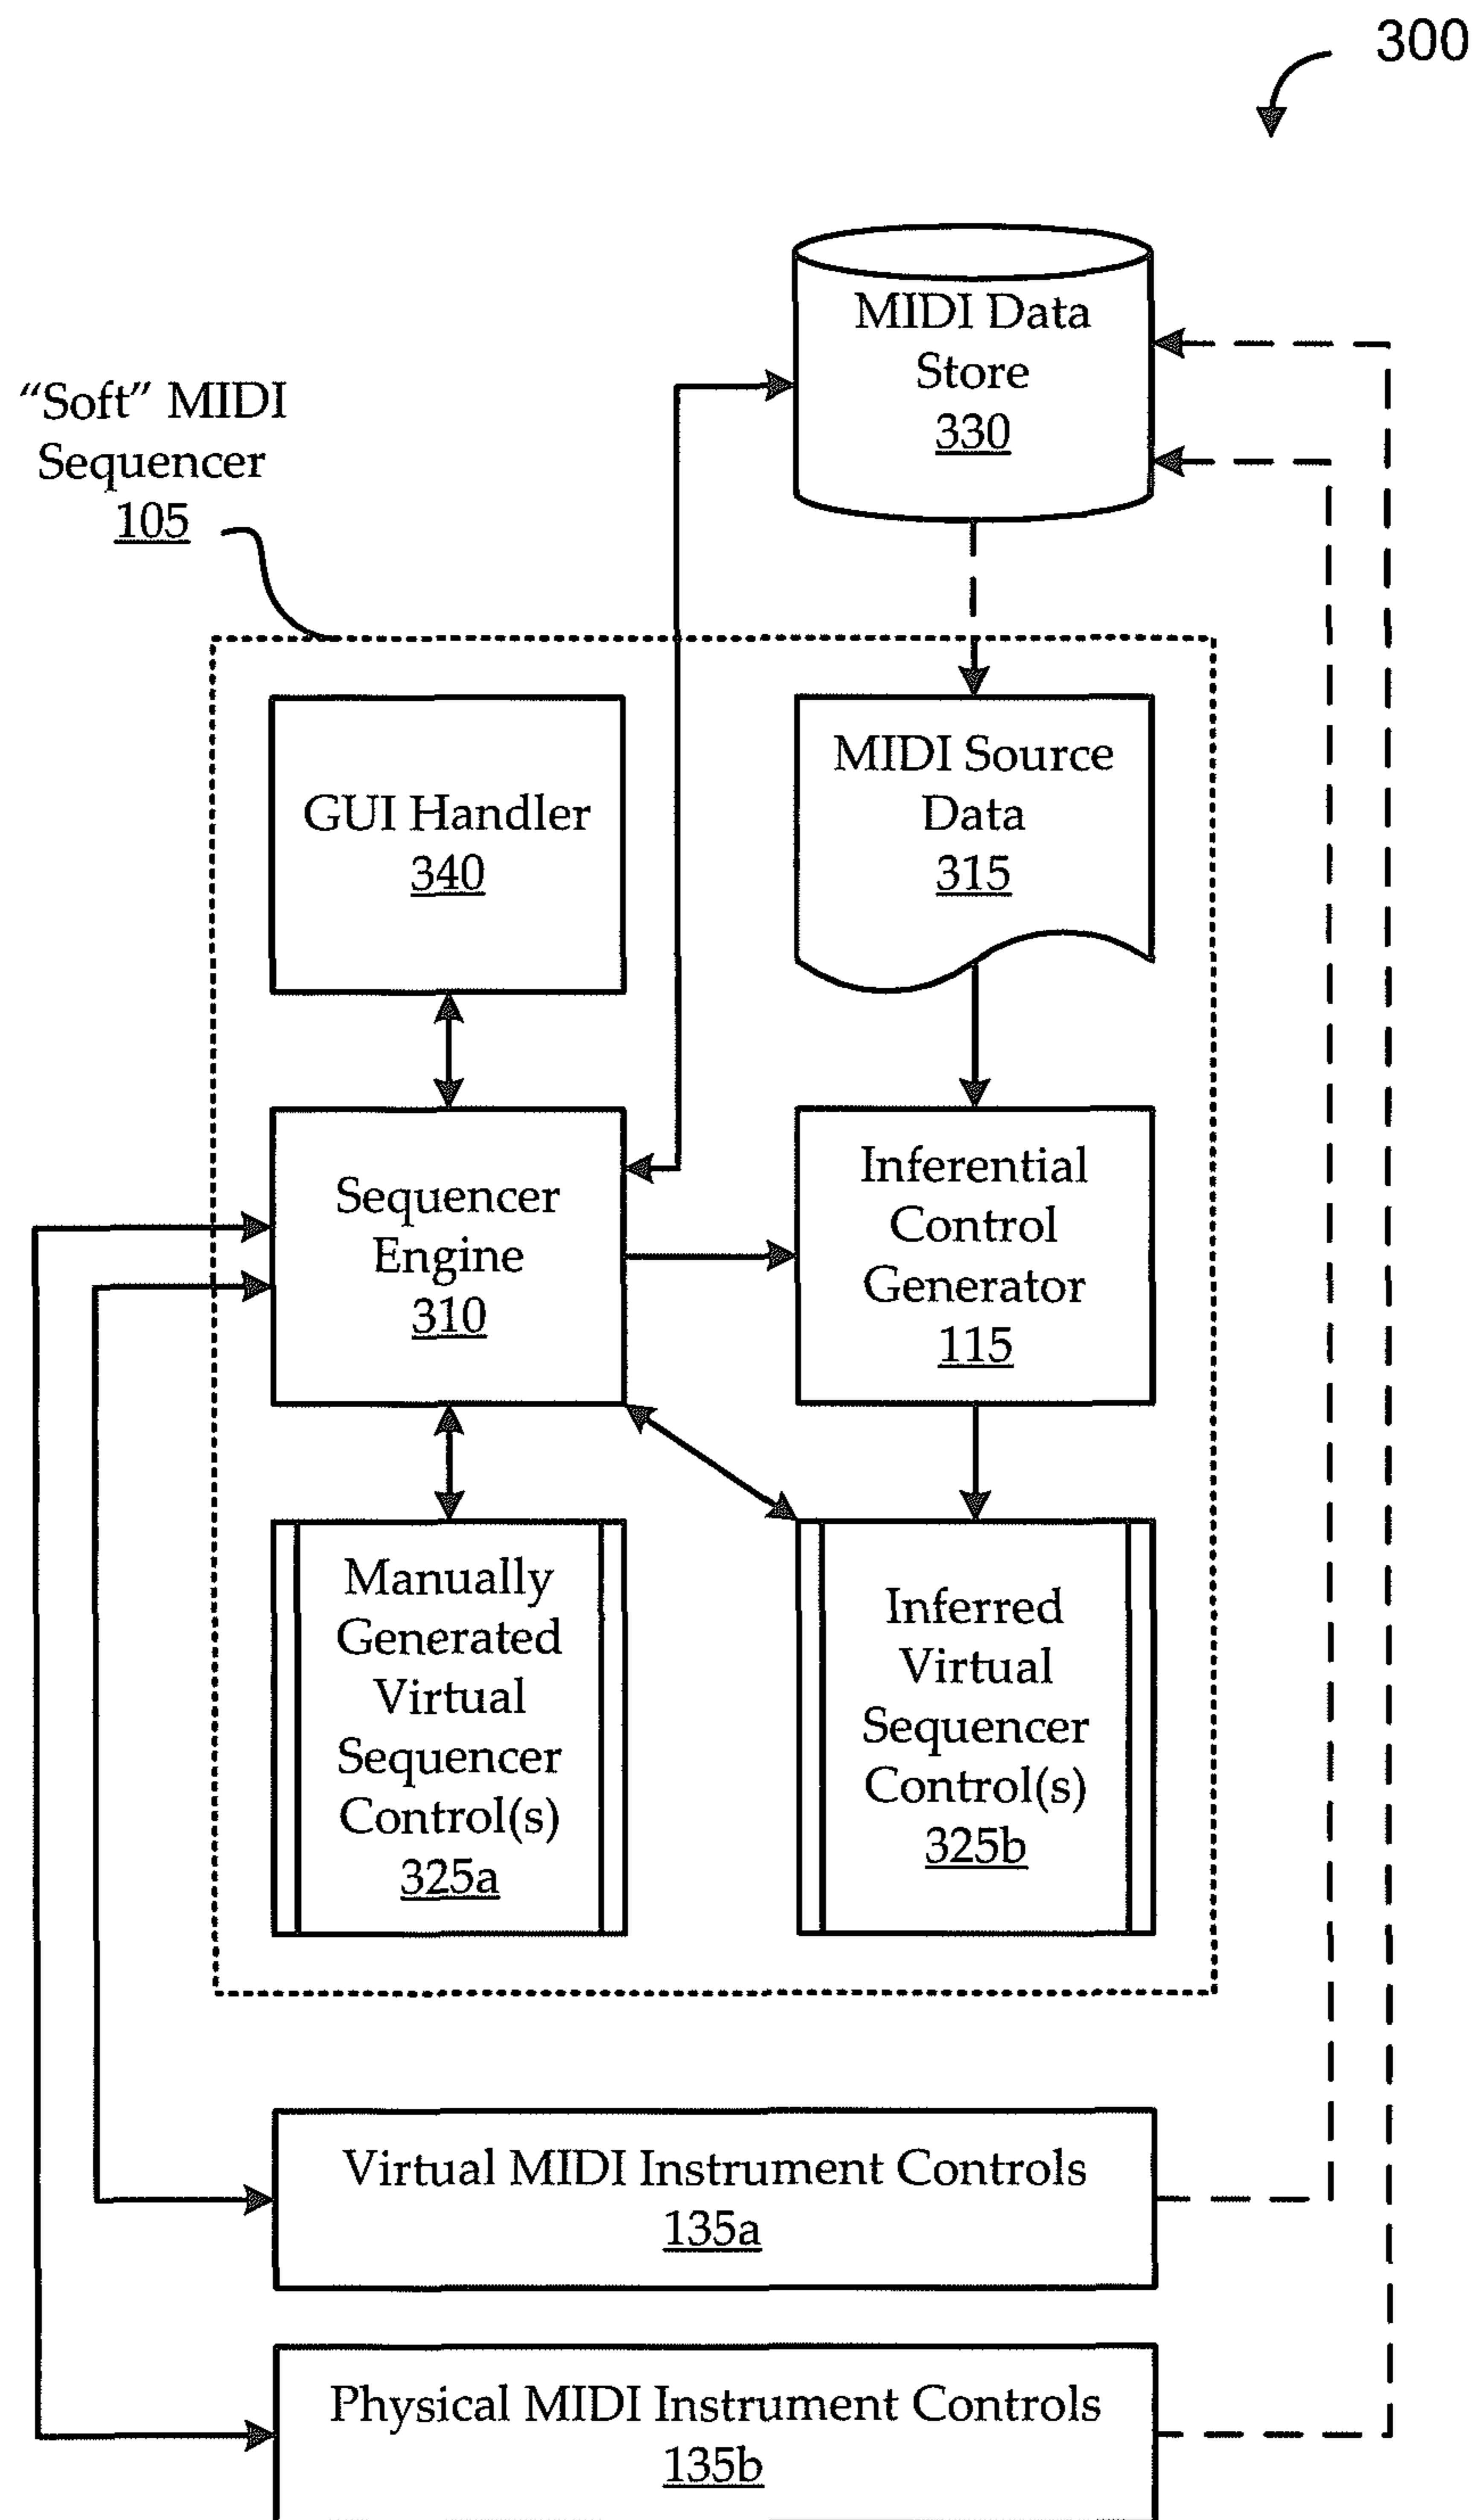 300
MIDI Data
Store
330
“Soft” MIDI
Sequencer
105
GUI Handler
340
MIDI Source
Data
315
Sequencer
Engine
310
Inferential
Control
Generator
115
Manually
Generated
Virtual
Sequencer
Control(s)
325a
Inferred
Virtual
Sequencer
Control(s)
325b
Virtual MIDI Instrument Controls
135a
Physical MIDI Instrument Controls
135b